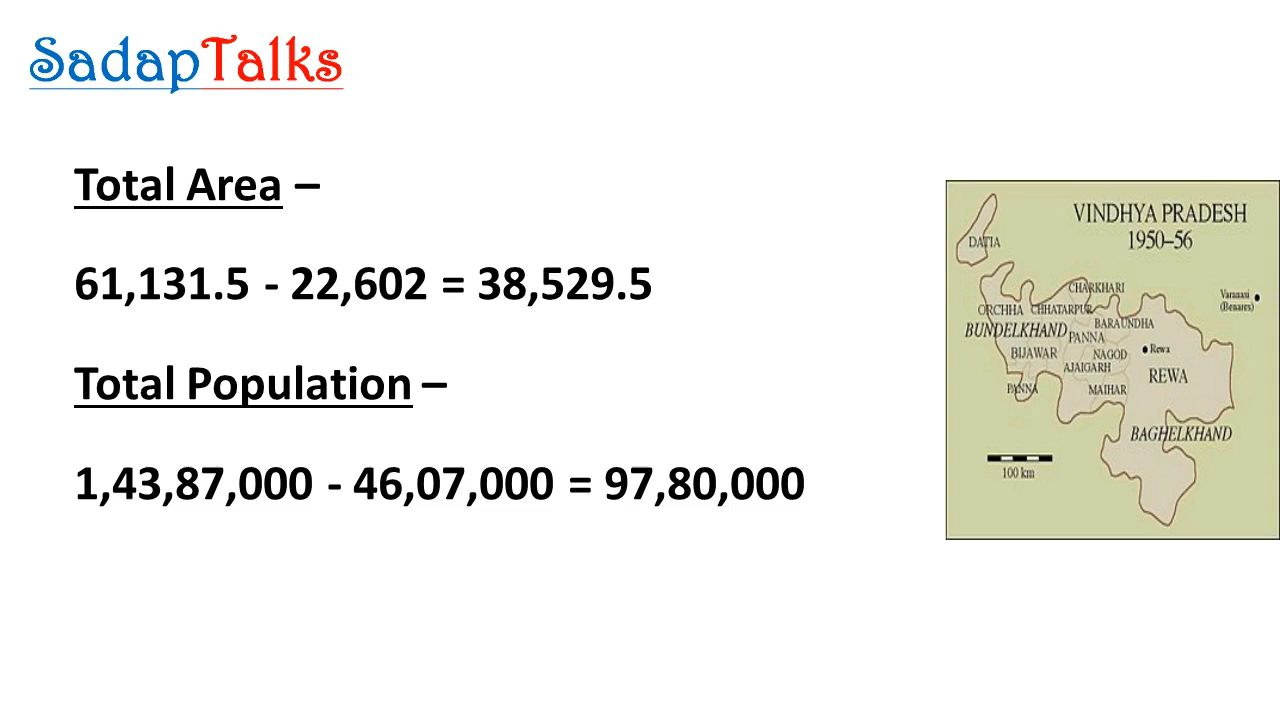 SadapTalks
Total Area –
61,131.5 - 22,602 = 38,529.5
Total Population –
1,43,87,000 - 46,07,000 = 97,80,000
VINDHYA PRADESH
1950–56
DATIA
CHARKHARI
Varanasi
(Benares)
ORCHHA CHHATARPUR
BARAUNDHA
BUNDELKHAND
PANNA
BIJAWAR
NAGOD
Rewa
AJAIGARH
REWA
PANNA
MAIHAR
BAGHELKHAND
100 km